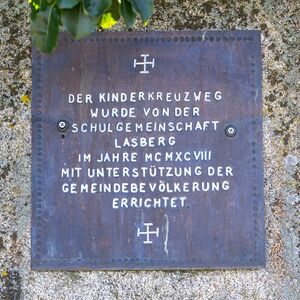 DER KINDERKREUZWEG
WURDE VON DER
SCHULGEMEINSCHAFT
LASBERG
IM JAHRE MCMXCVIII
MIT UNTERSTÜTZUNG DER
GEMEINDEBEVÖLKERUNG
ERRICHTET